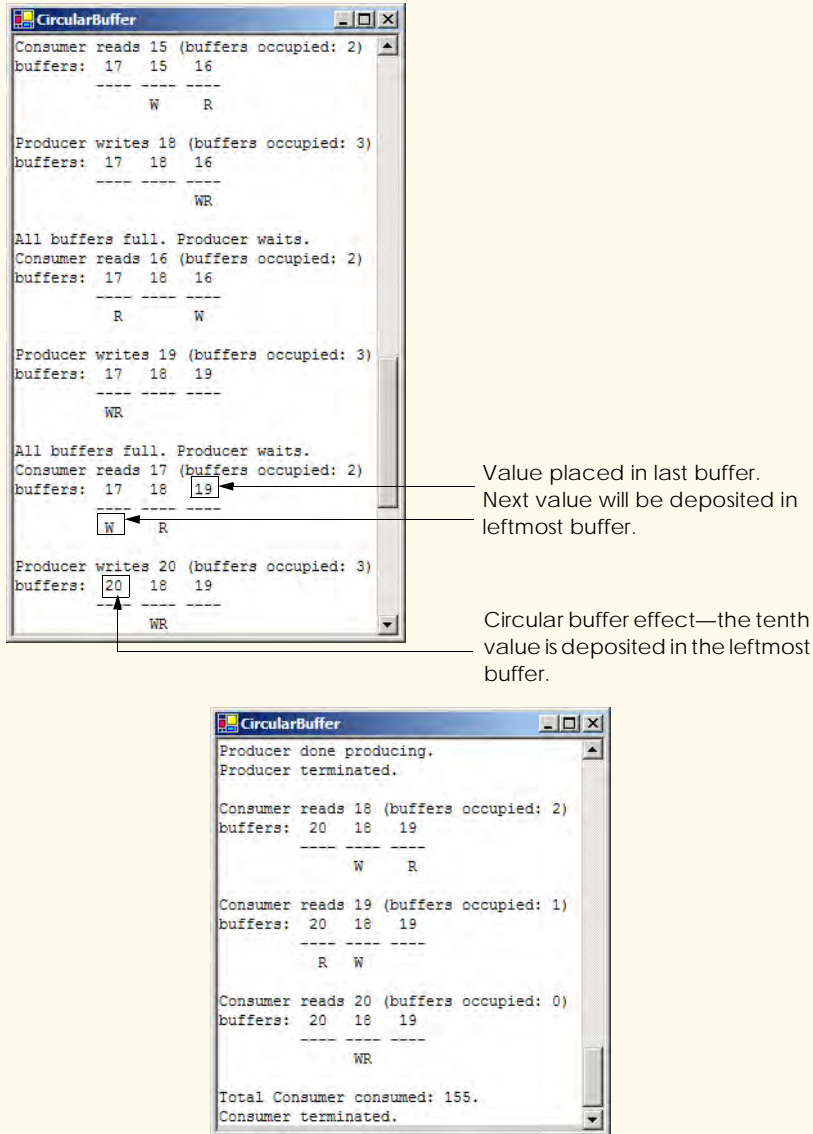 CircularBuffer
Consumer reads 15 (buffers occupied: 2)
buffers: 17 15 16
---- ---- ----
W R
Producer writes 18 (buffers occupied: 3)
buffers: 17 18 16
---- ---- ----
WR
All buffers full. Producer waits.
Consumer reads 16 (buffers occupied: 2)
buffers: 17 18 16
---- ---- ----
R W
Producer writes 19 (buffers occupied: 3)
buffers: 17 18 19
---- ---- ----
WR
All buffers full. Producer waits.
Consumer reads 17 (buffers occupied: 2)
buffers: 17 18 19
---- ---- ----
W R
Producer writes 20 (buffers occupied: 3)
buffers: 20 18 19
---- ---- ----
WR
Value placed in last buffer.
Next value will be deposited in
leftmost buffer.
Circular buffer effect—the tenth
value is deposited in the leftmost
buffer.
CircularBuffer
Producer done producing.
Producer terminated.
Consumer reads 18 (buffers occupied: 2)
buffers: 20 18 19
---- ---- ----
W R
Consumer reads 19 (buffers occupied: 1)
buffers: 20 18 19
---- ---- ----
R W
Consumer reads 20 (buffers occupied: 0)
buffers: 20 18 19
---- ---- ----
WR
Total Consumer consumed: 155.
Consumer terminated.